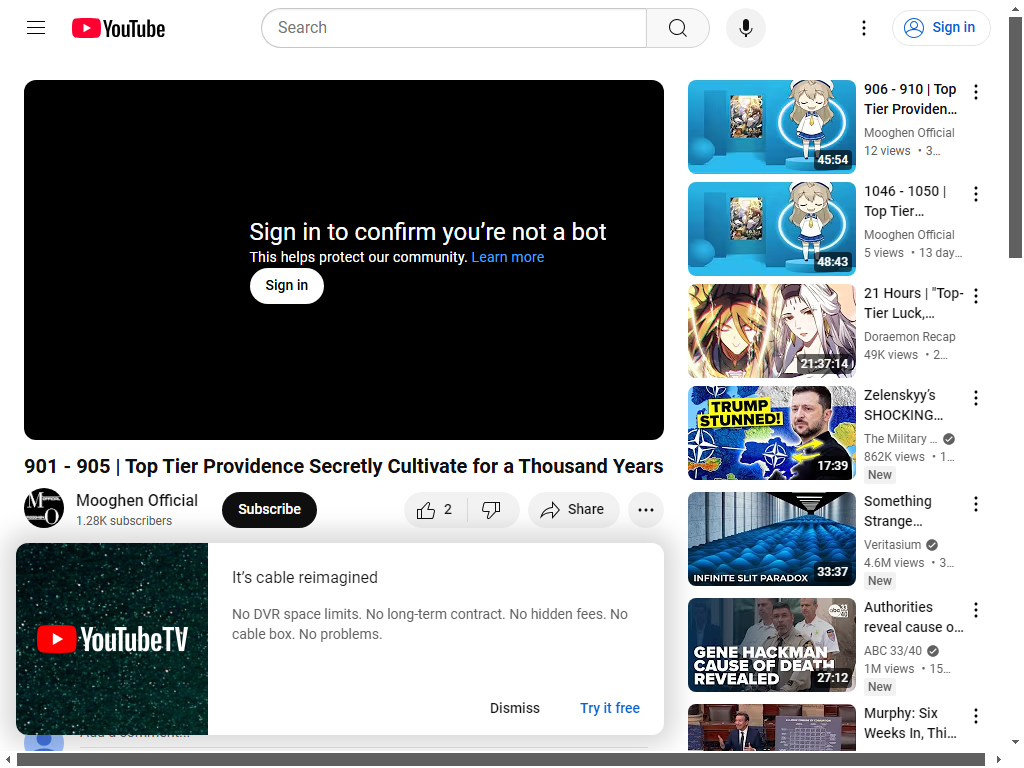 YouTube
Search
Sign in
Sign in to confirm you're not a bot
This helps protect our community. Learn more
Sign in
901 - 905 | Top Tier Providence Secretly Cultivate for a Thousand Years
Mooghen Official
1.28K subscribers
Subscribe
2
Share
YouTubeTV
It's cable reimagined
No DVR space limits. No long-term contract. No hidden fees. No
cable box. No problems.
Dismiss
Try it free
45:54
906 - 910 | Top
Tier Providen...
Mooghen Official
12 views • 3...
48:43
1046 - 1050 |
Top Tier...
Mooghen Official
5 views • 13 day...
21:37:14
21 Hours | "Top-
Tier Luck,...
Doraemon Recap
49K views • 2...
TRUMP
STUNNED!
17:39
Zelenskyy's
SHOCKING...
The Military ...
862K views • 1...
New
INFINITE SLIT PARADOX
33:37
Something
Strange...
Veritasium
4.6M views • 3...
New
abc 33/40
GENE HACKMAN
CAUSE OF DEATH
REVEALED
27:12
Authorities
reveal cause o...
ABC 33/40
1M views • 15...
New
Murphy: Six
Weeks In, Thi...